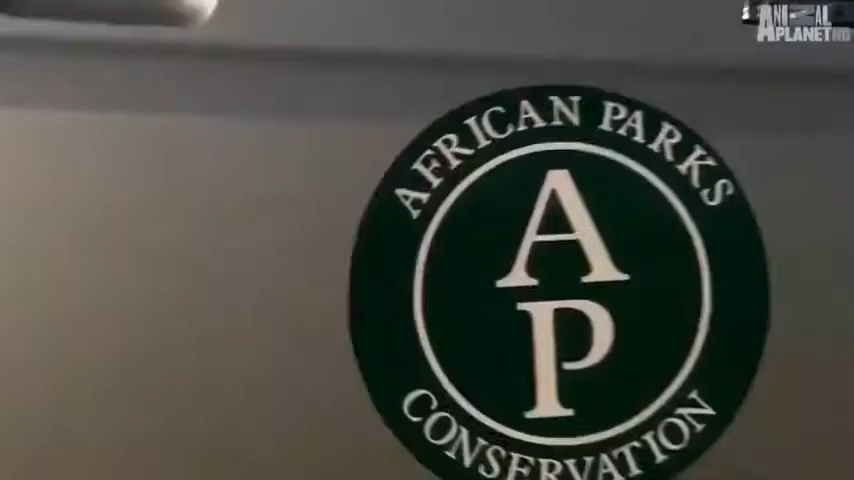 ANIMAL
PLANET HD
AFRICAN PARKS
A
P
CONSERVATION